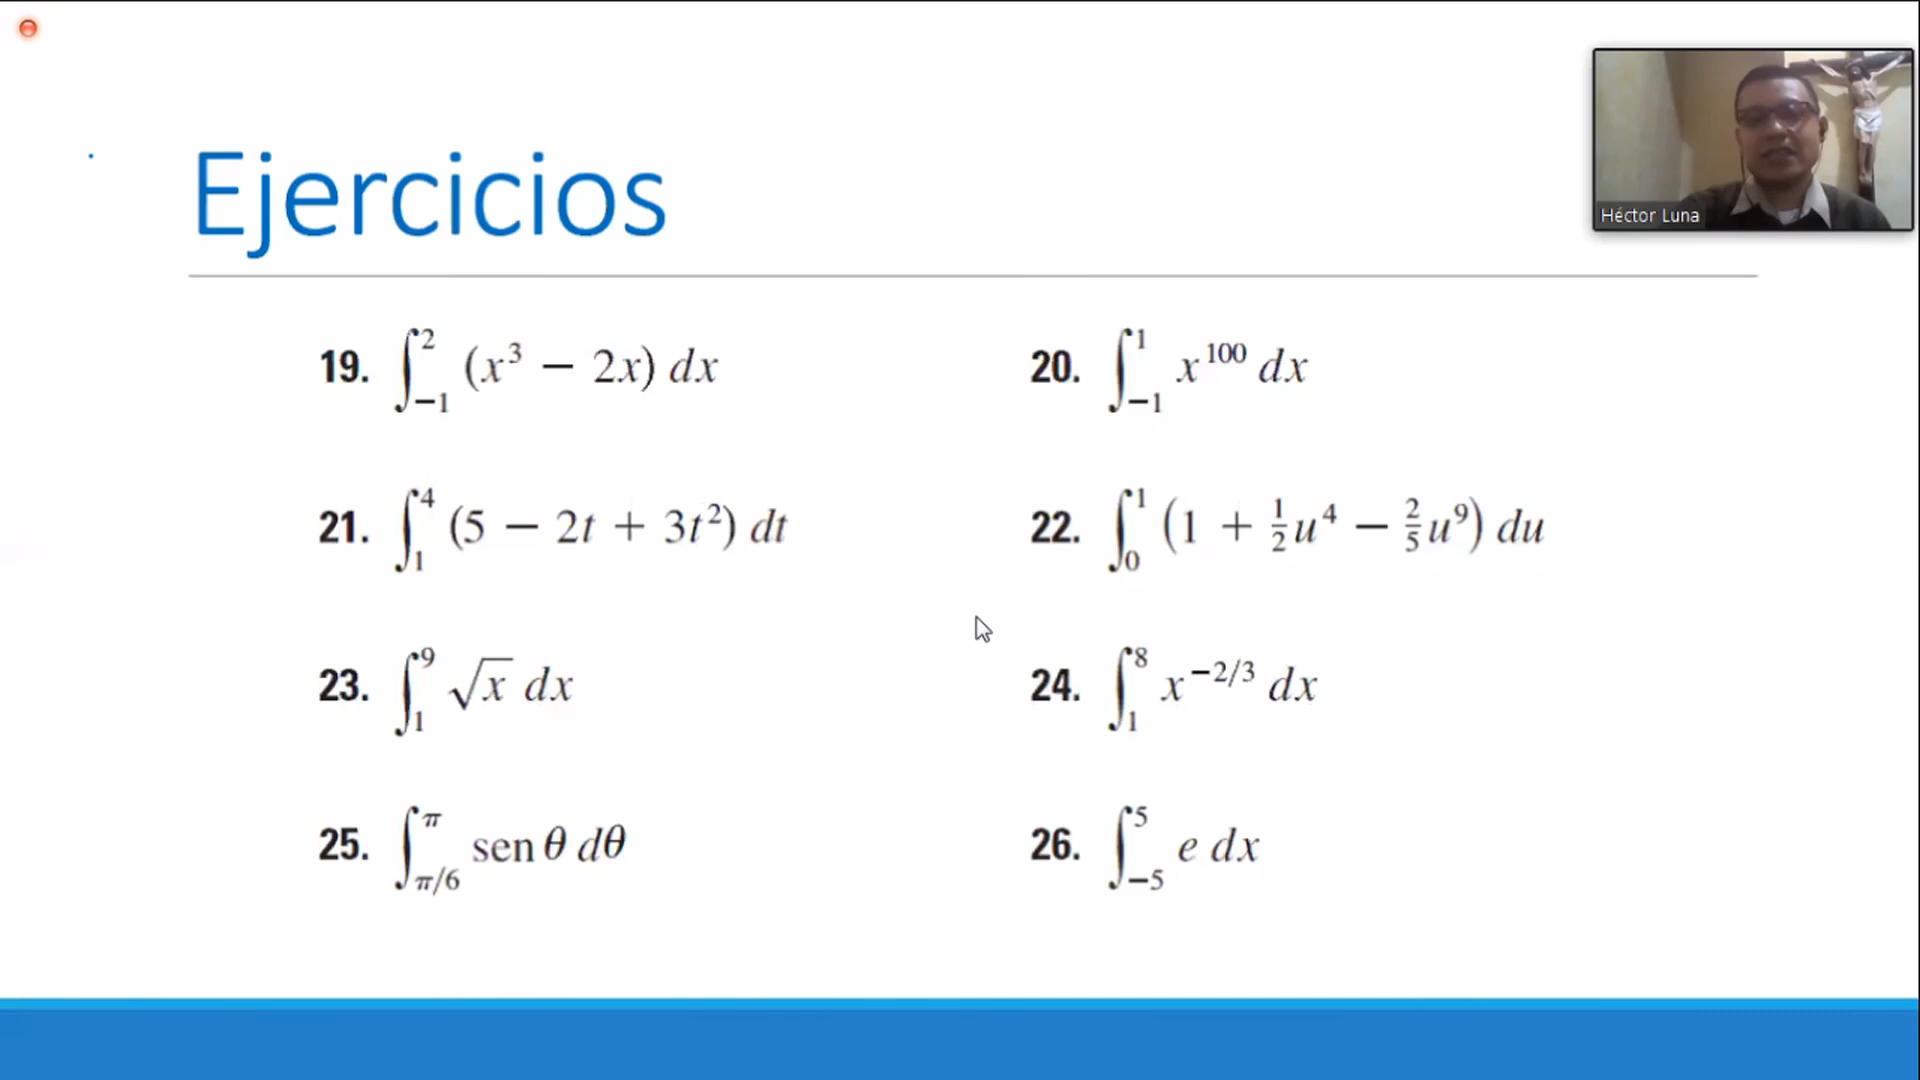 Ejercicios
Héctor Luna
19. ∫_{-1}^{2} (x³ − 2x) dx
20. ∫_{-1}^{1} x¹⁰⁰ dx
21. ∫_{1}^{4} (5 − 2t + 3t²) dt
22. ∫_{0}^{1} (1 + ½u⁴ − ⅖u⁹) du
23. ∫_{1}^{9} √x dx
24. ∫_{1}^{8} x^{−2/3} dx
25. ∫_{π/6}^{π} sen θ dθ
26. ∫_{−5}^{5} e dx